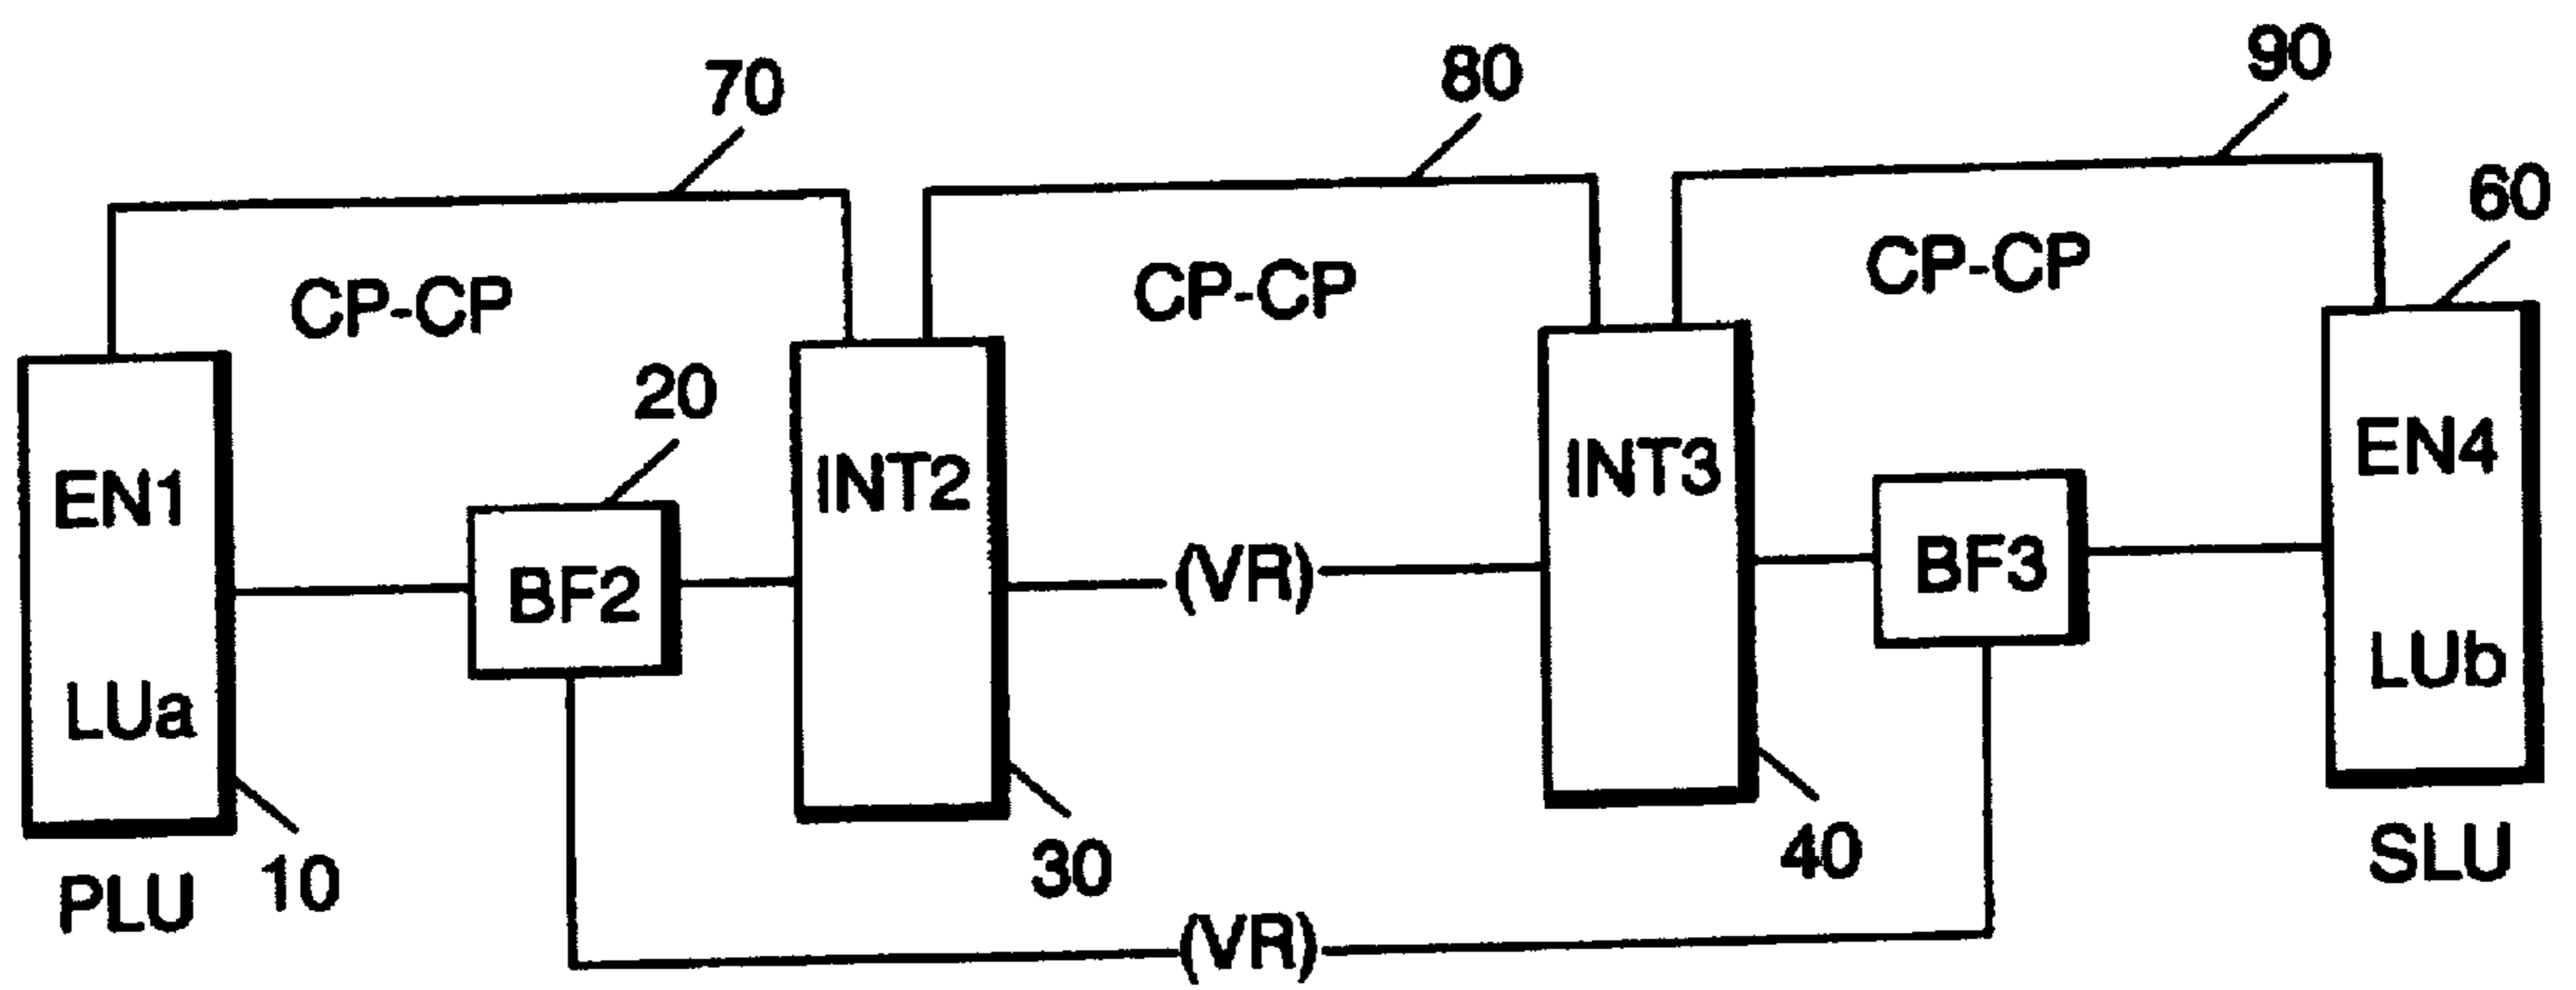 70
80
90
60
CP-CP
CP-CP
CP-CP
20
EN1
LUa
BF2
INT2
(VR)
INT3
BF3
EN4
LUb
10
30
40
PLU
SLU
(VR)